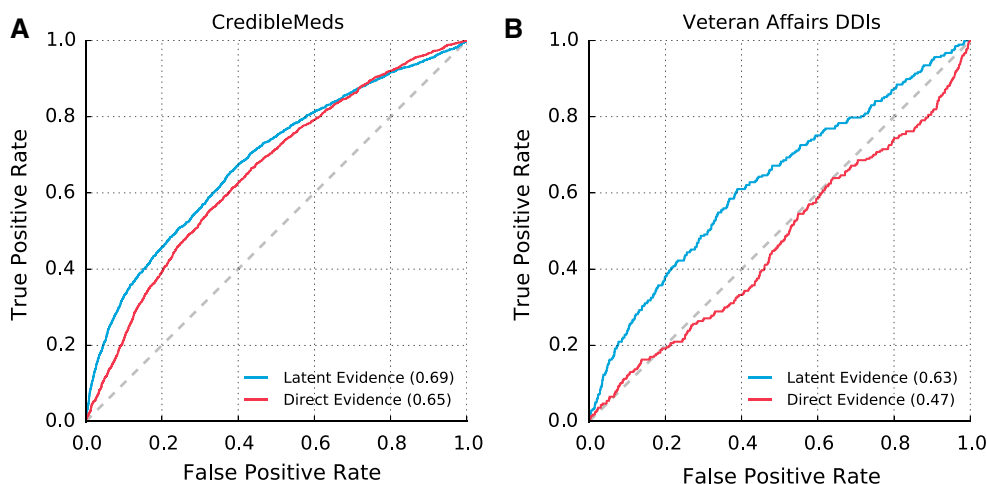 A
CredibleMeds
True Positive Rate
1.0
0.8
0.6
0.4
0.2
0.0
Latent Evidence (0.69)
Direct Evidence (0.65)
0.0 0.2 0.4 0.6 0.8 1.0
False Positive Rate
B
Veteran Affairs DDIs
True Positive Rate
1.0
0.8
0.6
0.4
0.2
0.0
Latent Evidence (0.63)
Direct Evidence (0.47)
0.0 0.2 0.4 0.6 0.8 1.0
False Positive Rate